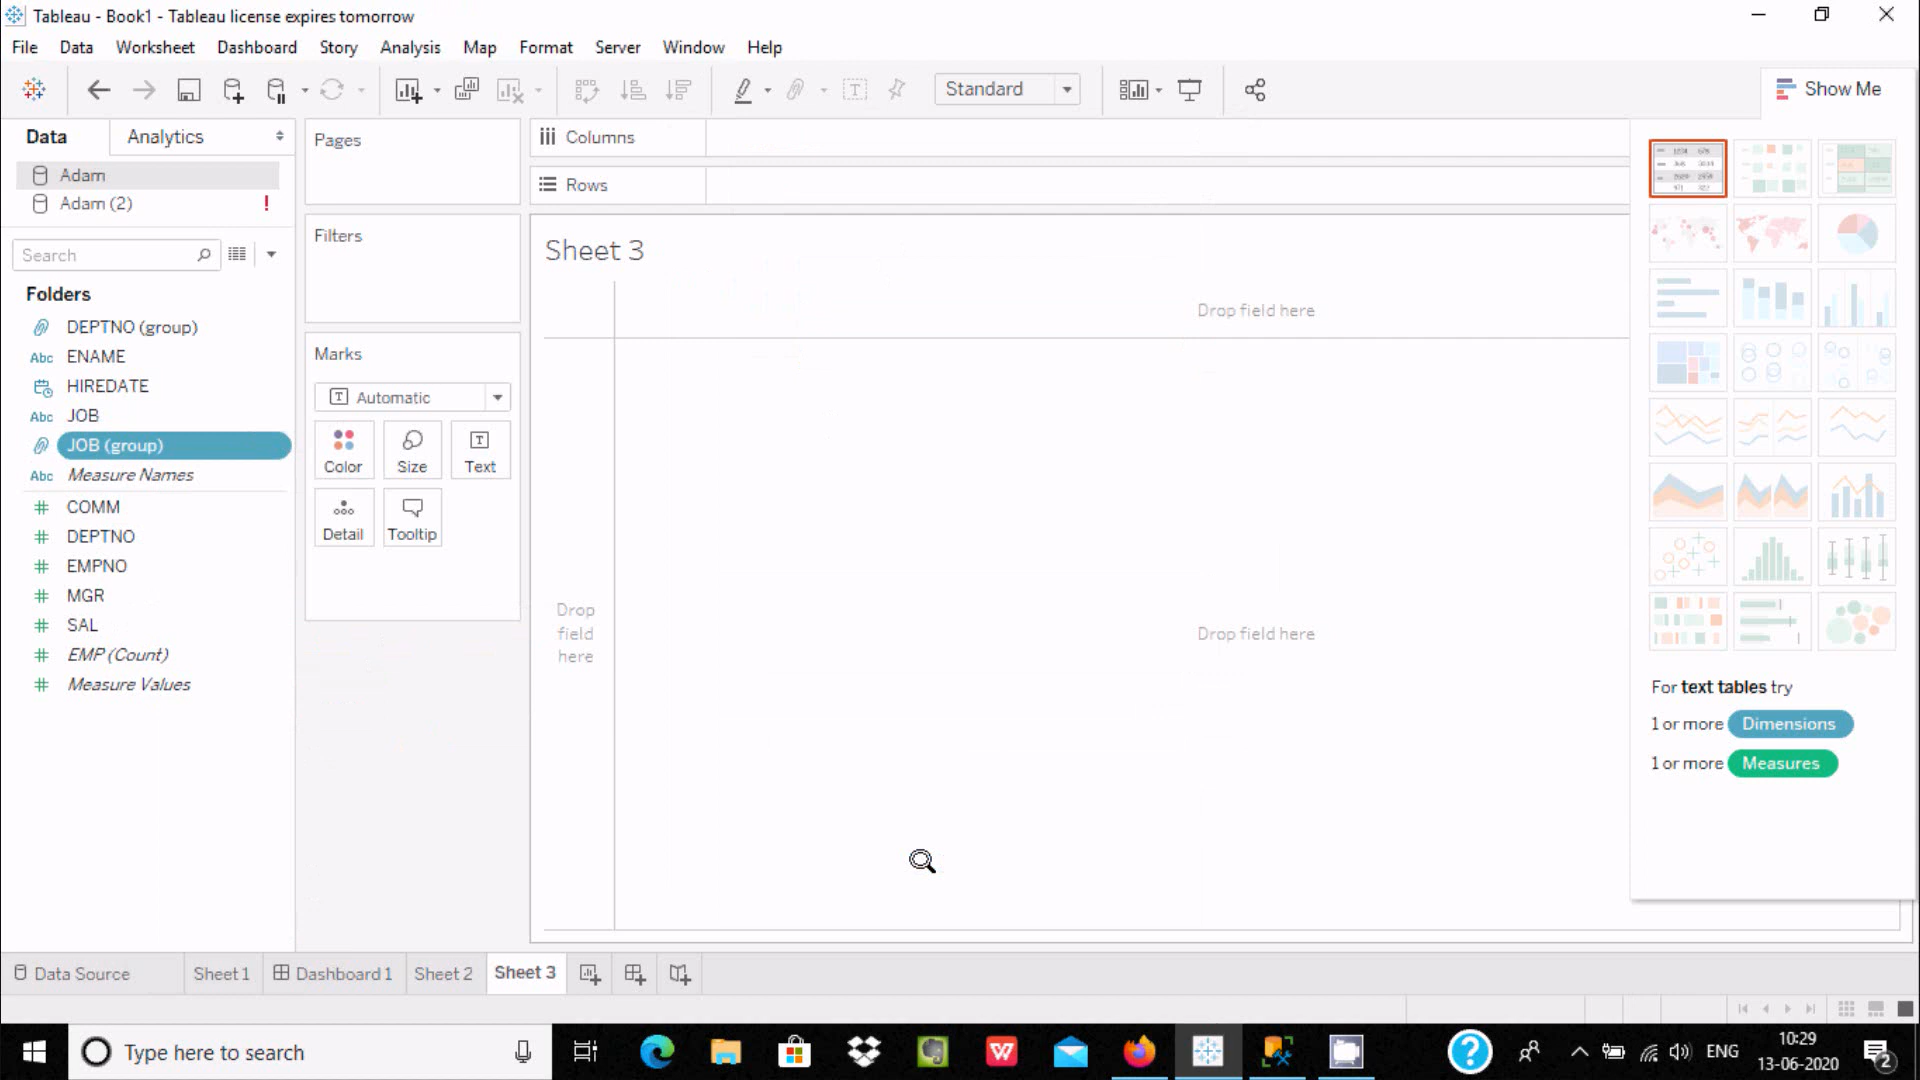 Tableau - Book1 - Tableau license expires tomorrow
File Data Worksheet Dashboard Story Analysis Map Format Server Window Help
Standard
Show Me
Data
Analytics
Adam
Adam (2) !
Search
Folders
DEPTNO (group)
Abc ENAME
HIREDATE
Abc JOB
JOB (group)
Abc Measure Names
# COMM
# DEPTNO
# EMPNO
# MGR
# SAL
# EMP (Count)
# Measure Values
Pages
Filters
Marks
Automatic
Color Size Text
Detail Tooltip
Columns
Rows
Sheet 3
Drop field here
Drop
field
here
Drop field here
For text tables try
1 or more Dimensions
1 or more Measures
Data Source Sheet 1 Dashboard 1 Sheet 2 Sheet 3
Type here to search
ENG
10:29
13-06-2020
2